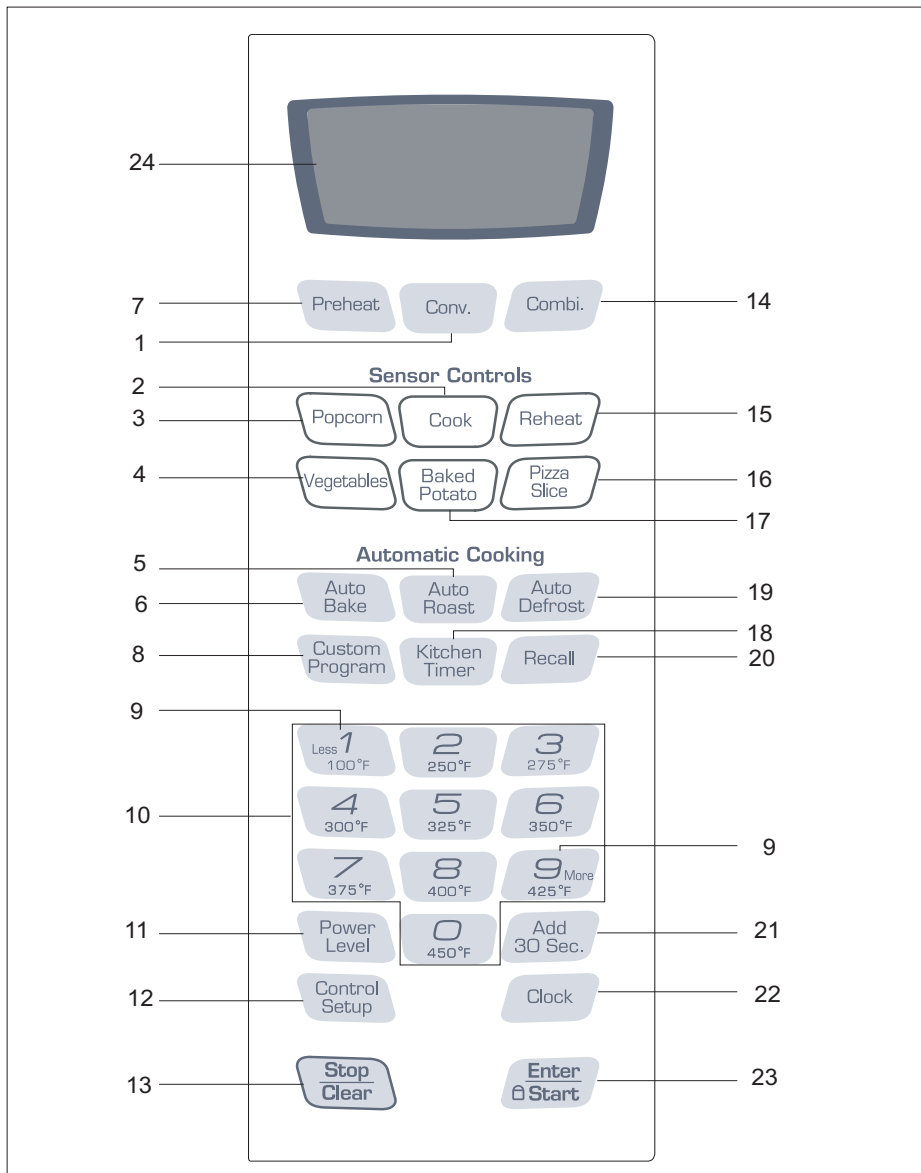 24
7 Preheat Conv. Combi. 14
1
Sensor Controls
2
3 Popcorn Cook Reheat 15
4 Vegetables Baked Potato Pizza Slice 16
17
Automatic Cooking
5
6 Auto Bake Auto Roast Auto Defrost 19
18
8 Custom Program Kitchen Timer Recall 20
9
Less 1 2 3
100°F 250°F 275°F
10 4 5 6
300°F 325°F 350°F
9
7 8 9 More
375°F 400°F 425°F
11 Power Level 0 Add 30 Sec. 21
450°F
12 Control Setup Clock 22
13 Stop Clear Enter Start 23